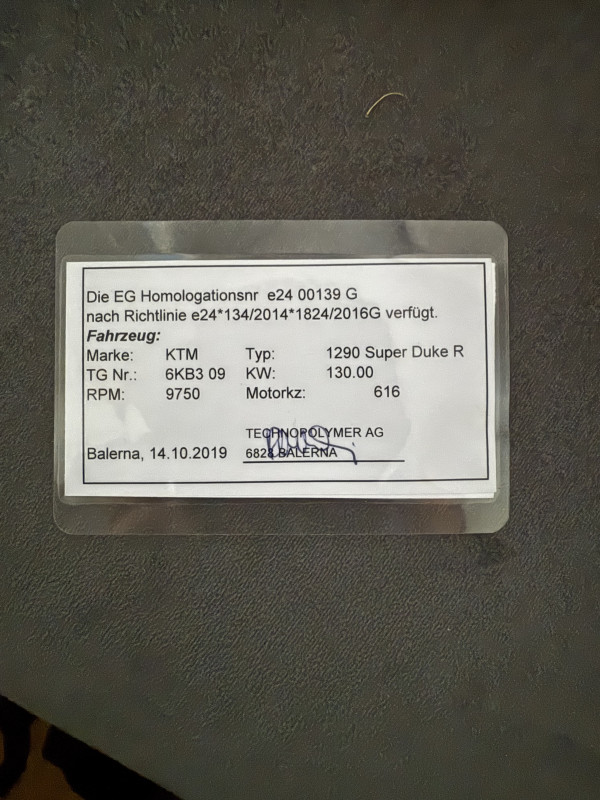 Die EG Homologationsnr e24 00139 G
nach Richtlinie e24*134/2014*1824/2016G verfügt.
Fahrzeug:
Marke: KTM Typ: 1290 Super Duke R
TG Nr.: 6KB3 09 KW: 130.00
RPM: 9750 Motorkz: 616
TECHNOPOLYMER AG
Balerna, 14.10.2019 6828 BALERNA